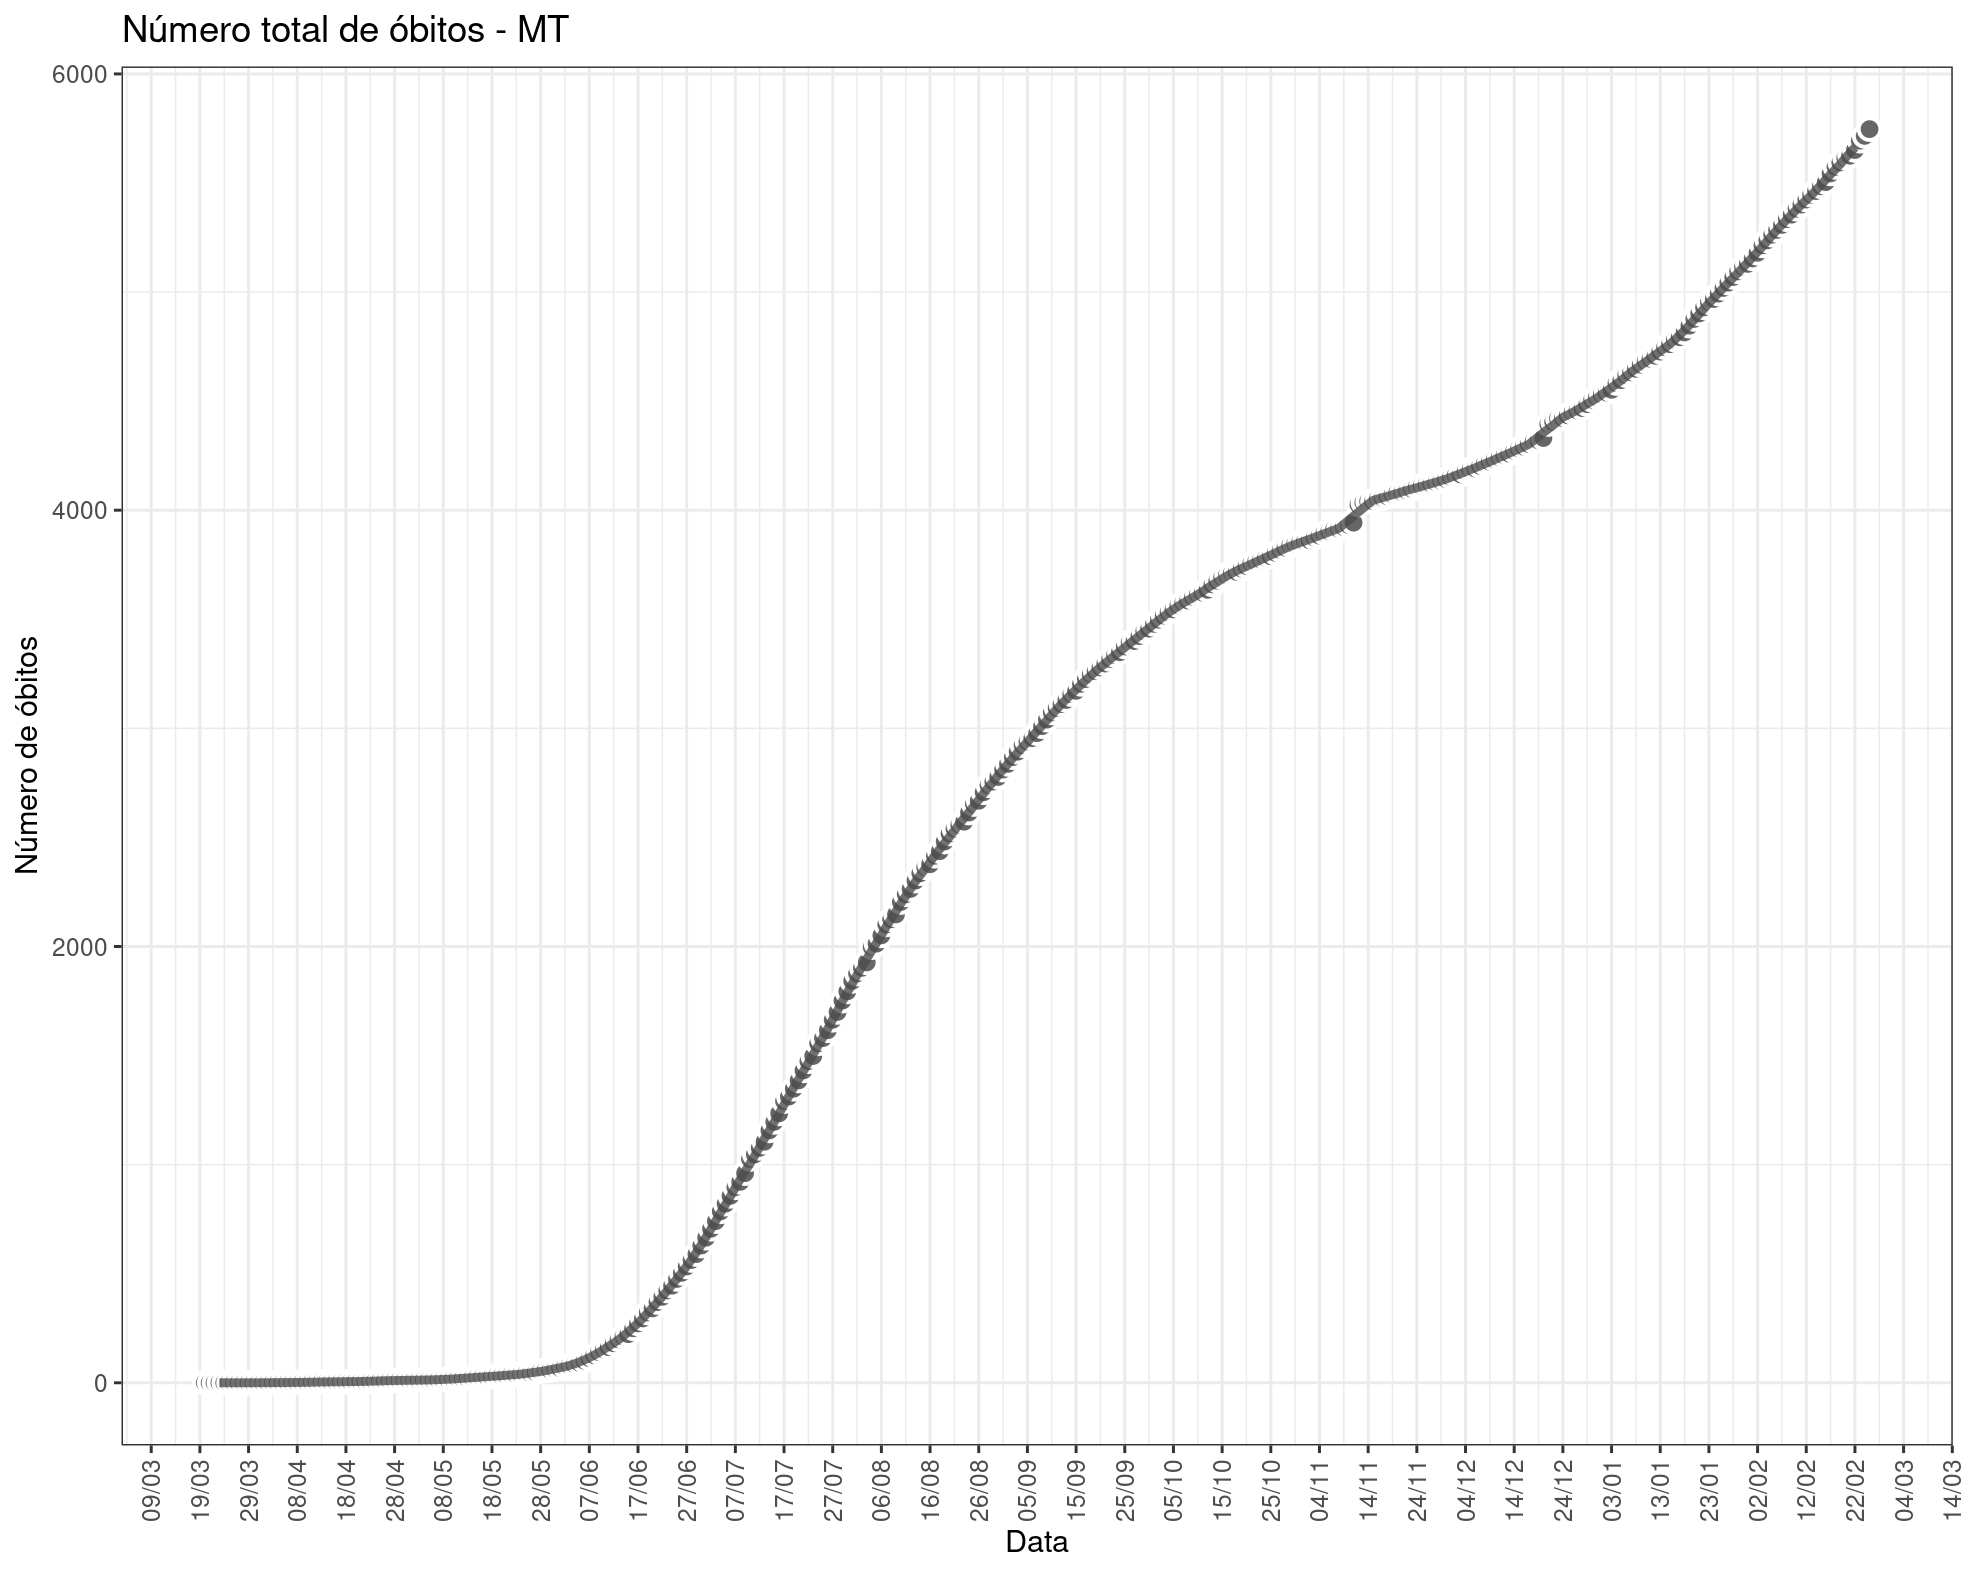 Número total de óbitos - MT
Número de óbitos
6000
4000
2000
0
09/03 19/03 29/03 08/04 18/04 28/04 08/05 18/05 28/05 07/06 17/06 27/06 07/07 17/07 27/07 06/08 16/08 26/08 05/09 15/09 25/09 05/10 15/10 25/10 04/11 14/11 24/11 04/12 14/12 24/12 03/01 13/01 23/01 02/02 12/02 22/02 04/03 14/03
Data